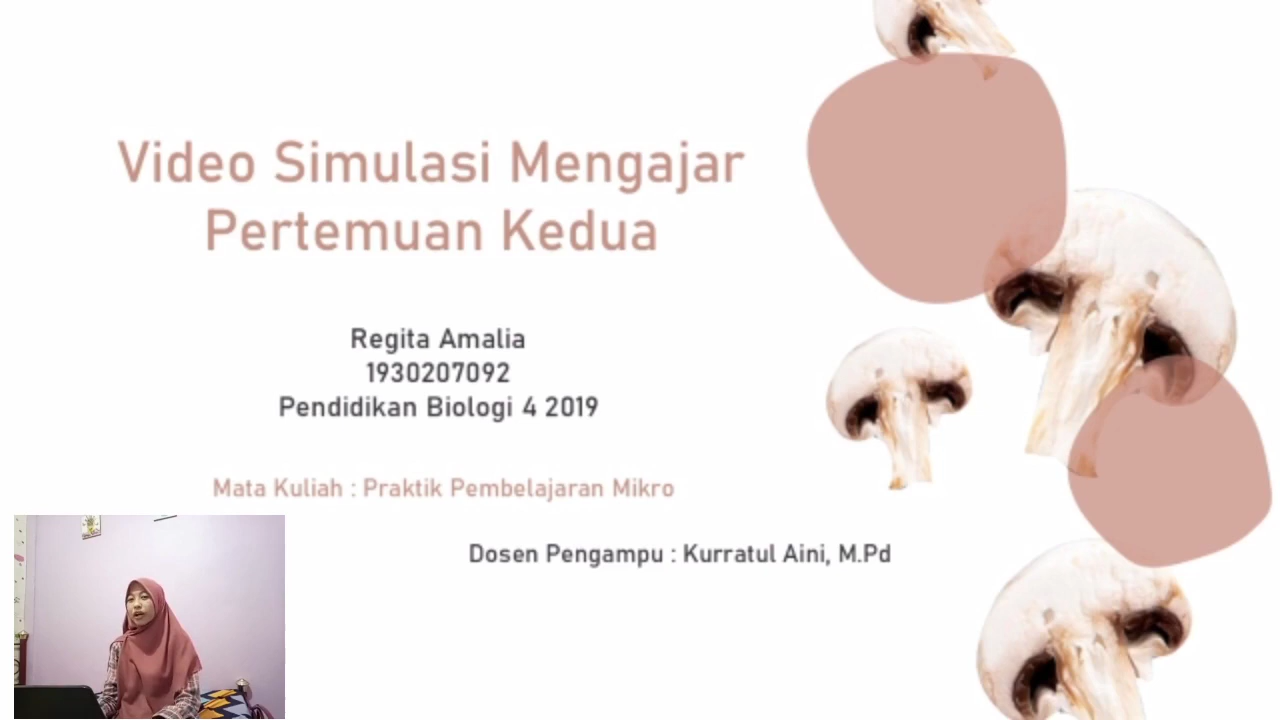 Video Simulasi Mengajar
Pertemuan Kedua
Regita Amalia
1930207092
Pendidikan Biologi 4 2019
Mata Kuliah : Praktik Pembelajaran Mikro
Dosen Pengampu : Kurratul Aini, M.Pd